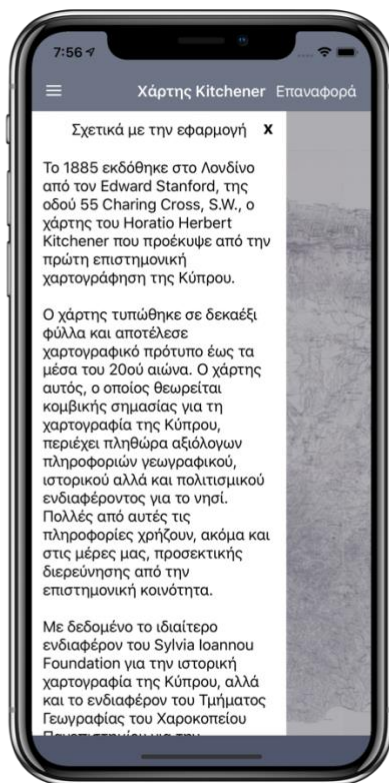 7:56
Χάρτης Kitchener Επαναφορά
Σχετικά με την εφαρμογή X
Το 1885 εκδόθηκε στο Λονδίνο
από τον Edward Stanford, της
οδού 55 Charing Cross, S.W., ο
χάρτης του Horatio Herbert
Kitchener που προέκυψε από την
πρώτη επιστημονική
χαρτογράφηση της Κύπρου.
Ο χάρτης τυπώθηκε σε δεκαέξι
φύλλα και αποτέλεσε
χαρτογραφικό πρότυπο έως τα
μέσα του 20ού αιώνα. Ο χάρτης
αυτός, ο οποίος θεωρείται
κομβικής σημασίας για τη
χαρτογραφία της Κύπρου,
περιέχει πληθώρα αξιόλογων
πληροφοριών γεωγραφικού,
ιστορικού αλλά και πολιτισμικού
ενδιαφέροντος για το νησί.
Πολλές από αυτές τις
πληροφορίες χρήζουν, ακόμα και
στις μέρες μας, προσεκτικής
διερεύνησης από την
επιστημονική κοινότητα.
Με δεδομένο το ιδιαίτερο
ενδιαφέρον του Sylvia Ioannou
Foundation για την ιστορική
χαρτογραφία της Κύπρου, αλλά
και το ενδιαφέρον του Τμήματος
Γεωγραφίας του Χαροκοπείου
Πανεπιστημίου για την